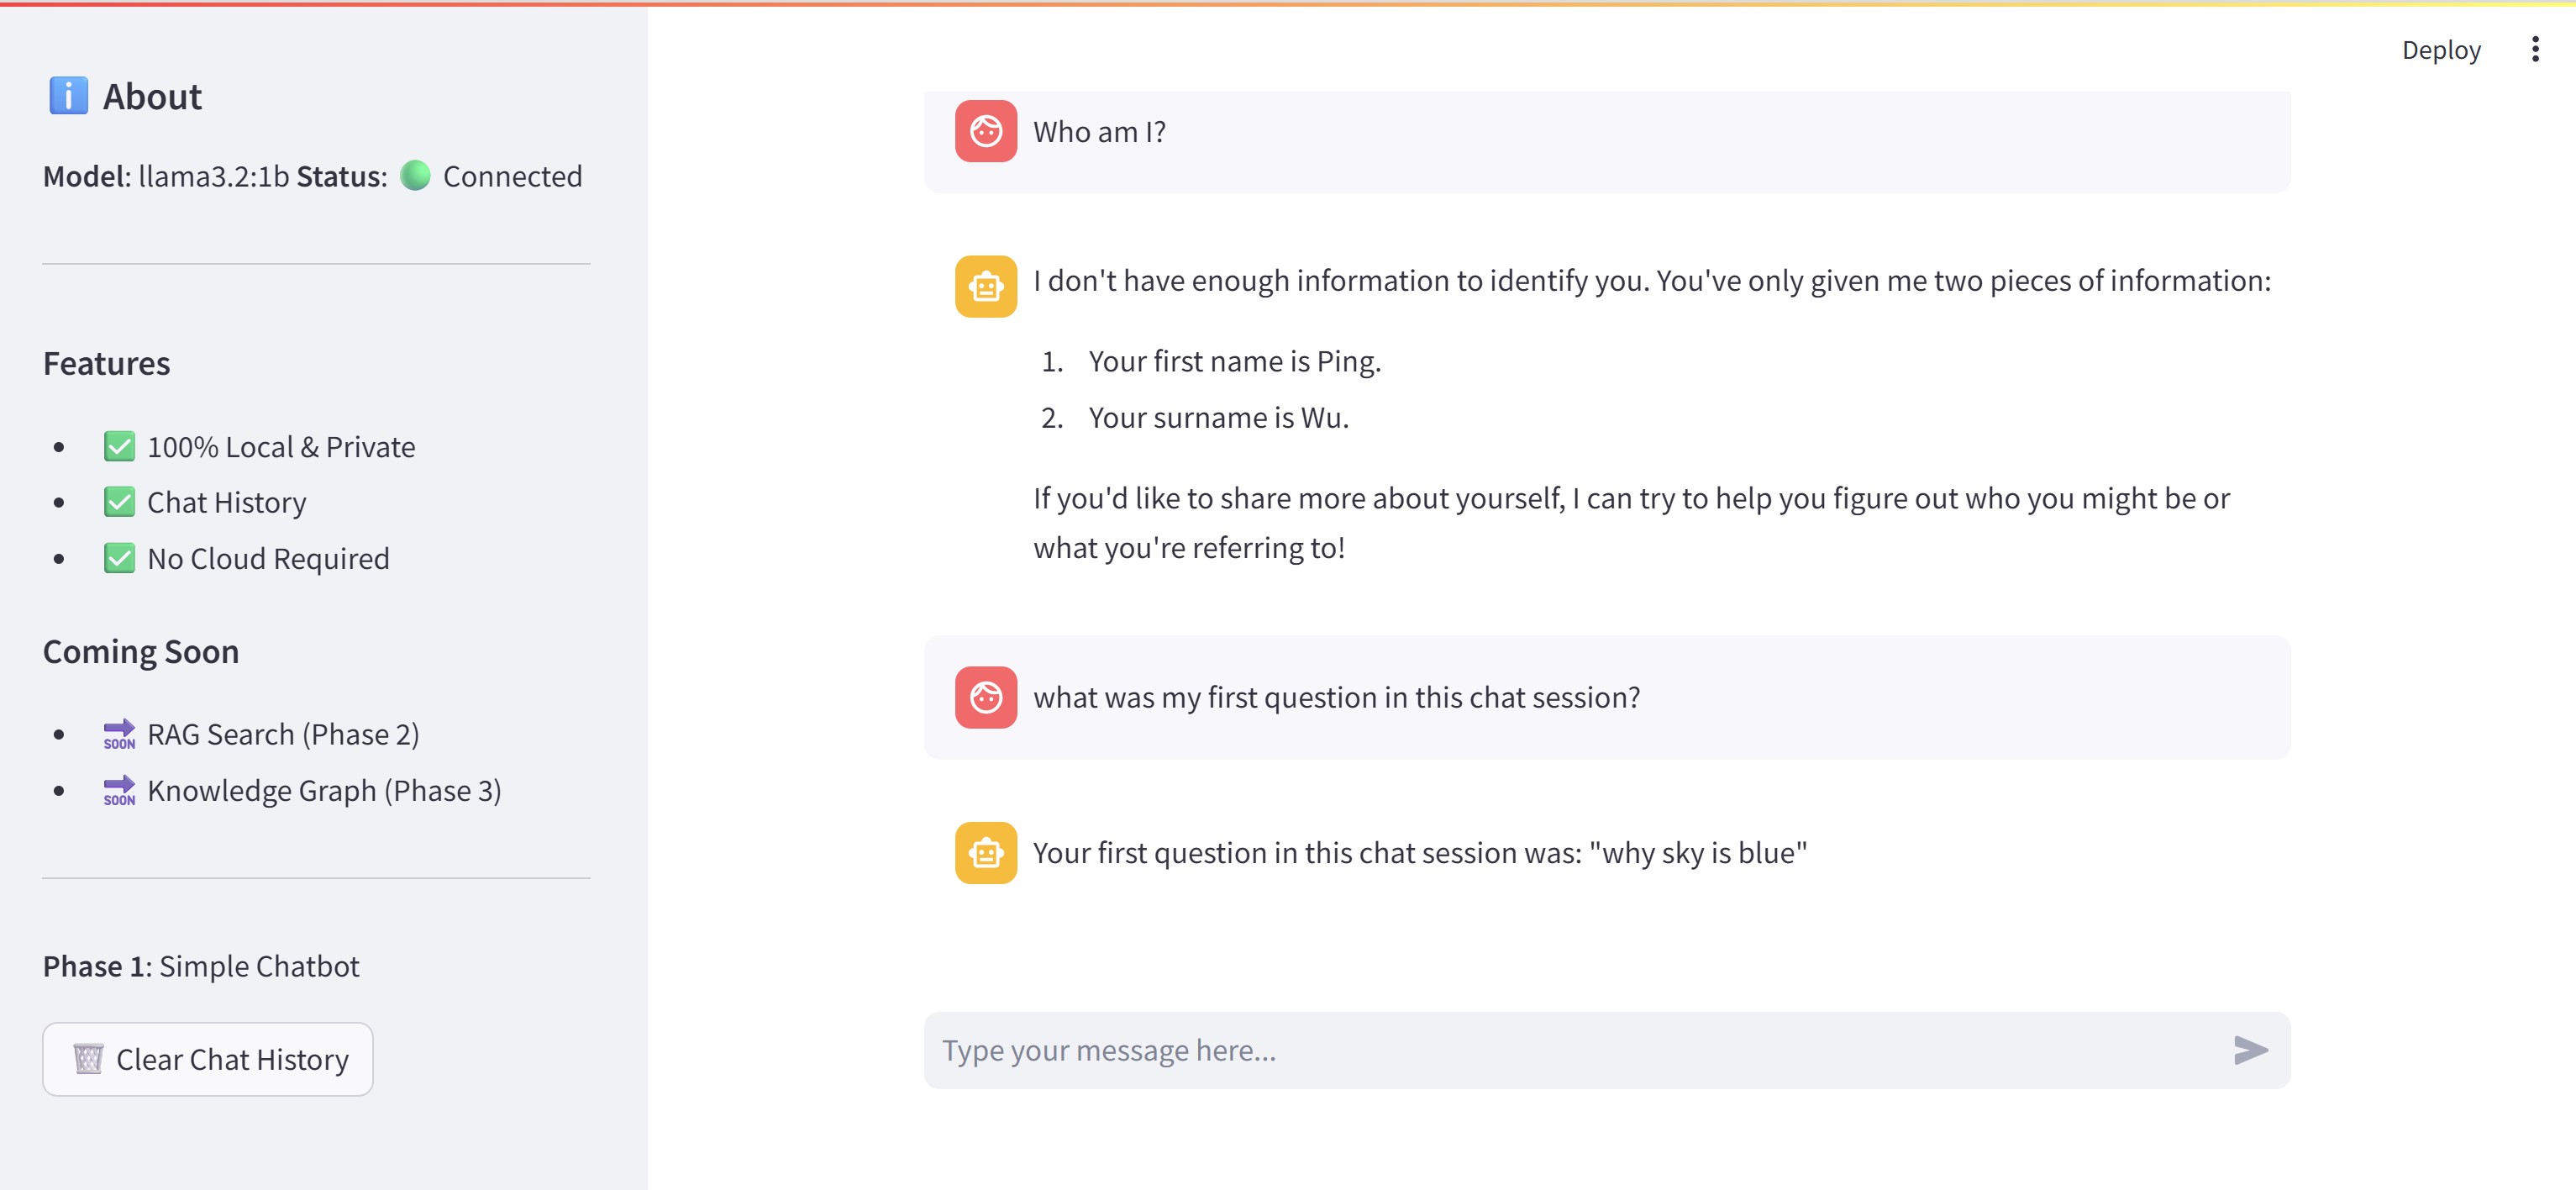 Deploy
About
Model: llama3.2:1b Status: Connected
Features
100% Local & Private
Chat History
No Cloud Required
Coming Soon
SOON RAG Search (Phase 2)
SOON Knowledge Graph (Phase 3)
Phase 1: Simple Chatbot
Clear Chat History
Who am I?
I don't have enough information to identify you. You've only given me two pieces of information:
1. Your first name is Ping.
2. Your surname is Wu.
If you'd like to share more about yourself, I can try to help you figure out who you might be or
what you're referring to!
what was my first question in this chat session?
Your first question in this chat session was: "why sky is blue"
Type your message here...